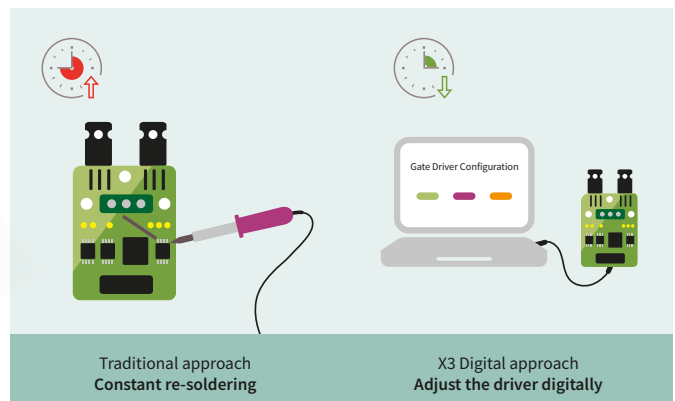 Gate Driver Configuration
Traditional approach
Constant re-soldering
X3 Digital approach
Adjust the driver digitally